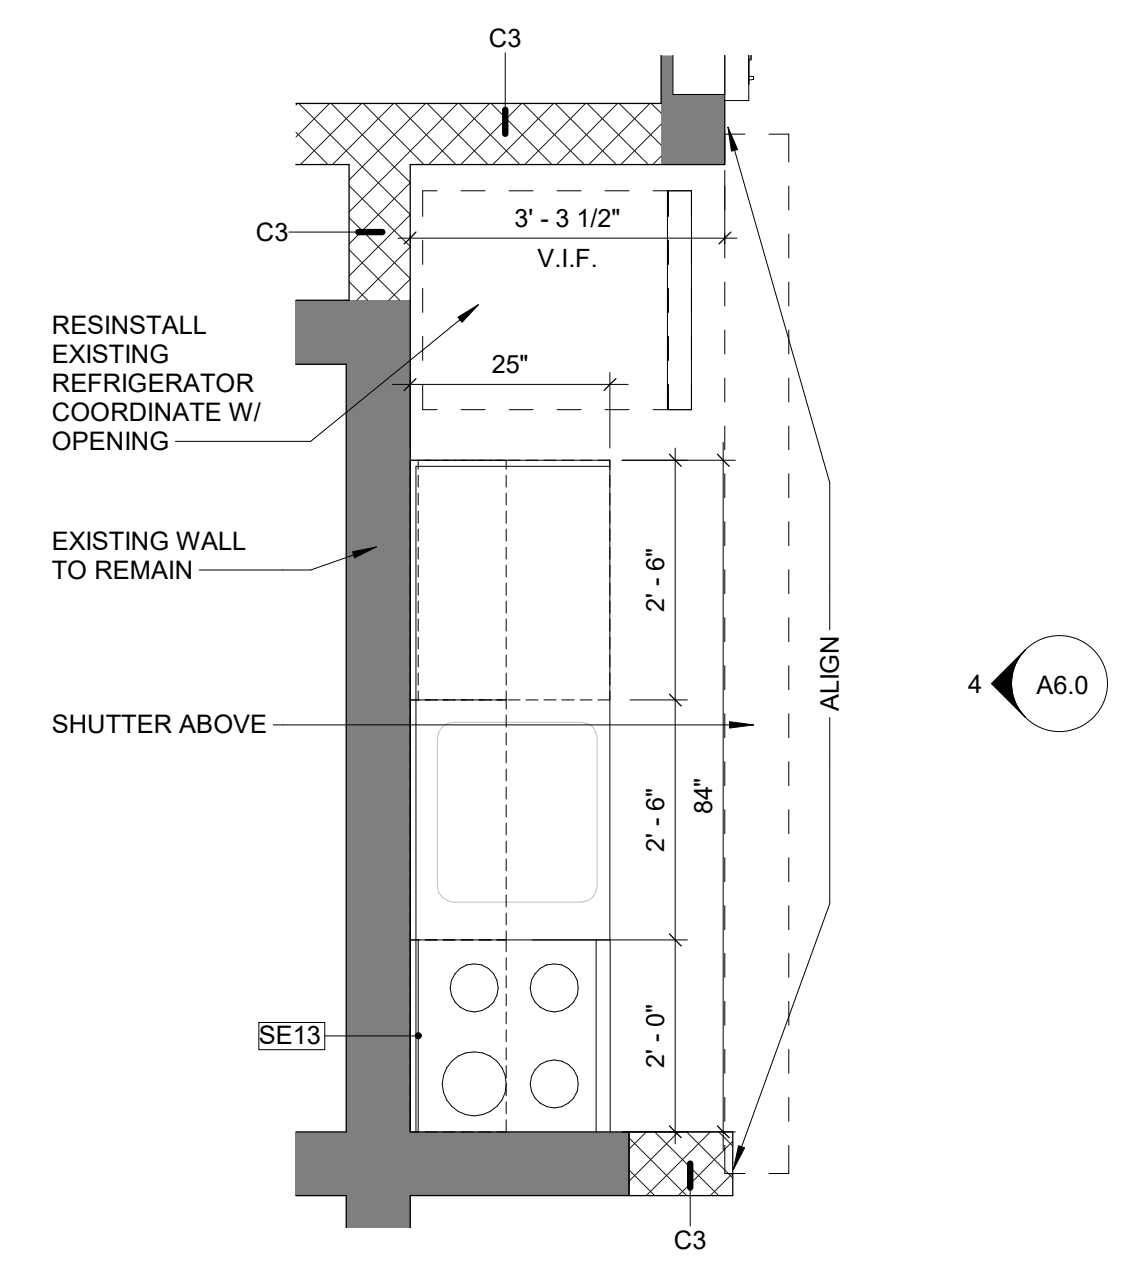 C3
3' - 3 1/2"
C3
V.I.F.
RESINSTALL
EXISTING
REFRIGERATOR
COORDINATE W/
OPENING
25"
EXISTING WALL
TO REMAIN
2' - 6"
SHUTTER ABOVE
ALIGN
4
A6.0
2' - 6"
84"
SE13
2' - 0"
C3